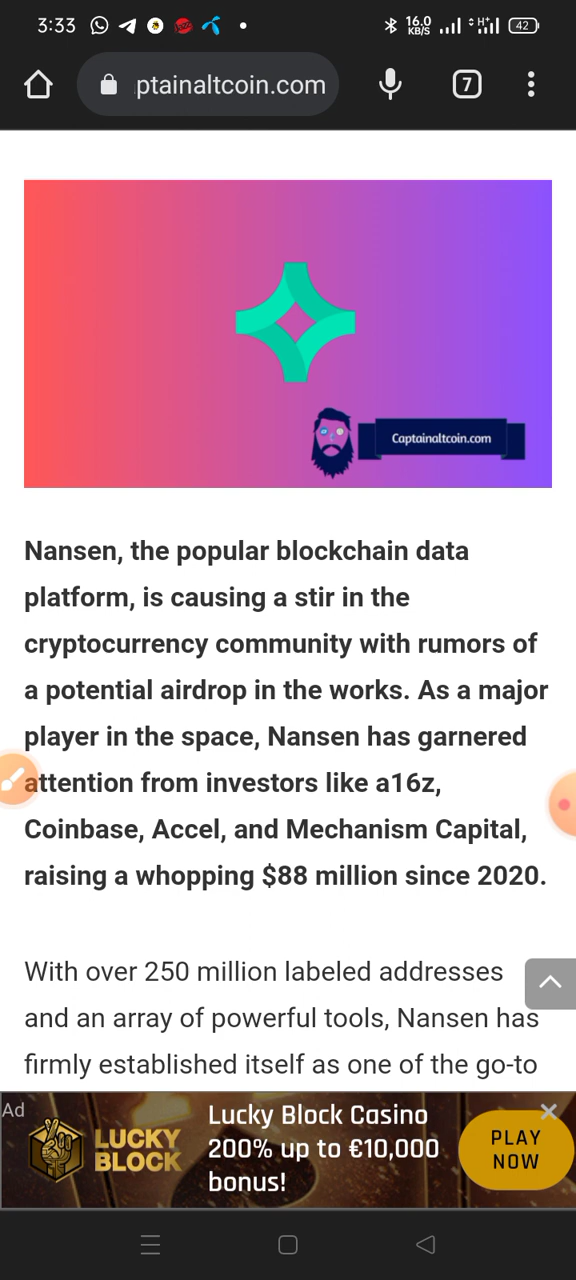 3:33
16.0
KB/S
H+
42
ptainaltcoin.com
7
Captainaltcoin.com
Nansen, the popular blockchain data
platform, is causing a stir in the
cryptocurrency community with rumors of
a potential airdrop in the works. As a major
player in the space, Nansen has garnered
attention from investors like a16z,
Coinbase, Accel, and Mechanism Capital,
raising a whopping $88 million since 2020.
With over 250 million labeled addresses
and an array of powerful tools, Nansen has
firmly established itself as one of the go-to
Ad
LUCKY
BLOCK
Lucky Block Casino
200% up to €10,000
bonus!
PLAY
NOW